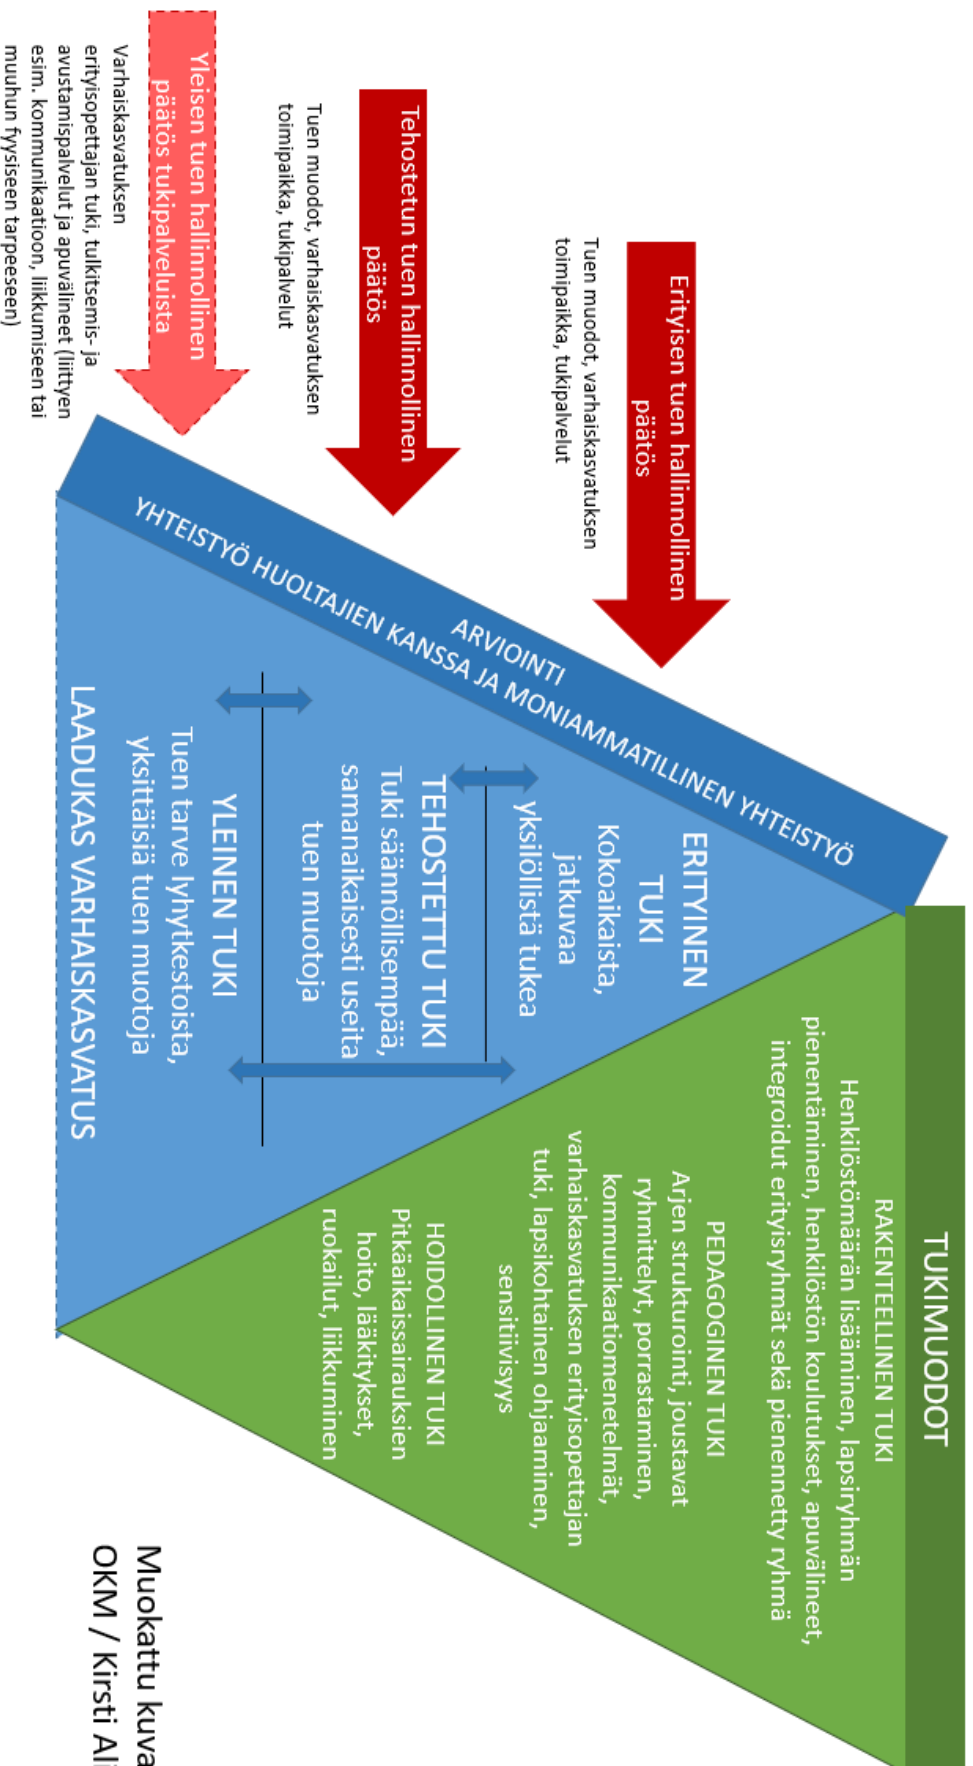 TUKIMUODOT
Erityisen tuen hallinnollinen
päätös
Tuen muodot, varhaiskasvatuksen
toimipaikka, tukipalvelut
Tehostetun tuen hallinnollinen
päätös
Tuen muodot, varhaiskasvatuksen
toimipaikka, tukipalvelut
Yleisen tuen hallinnollinen
päätös tukipalveluista
Varhaiskasvatuksen
erityisopettajan tuki, tulkitsemis- ja
avustamispalvelut ja apuvälineet (liittyen
esim. kommunikaatioon, liikkumiseen tai
muuhun fyysiseen tarpeeseen)
ARVIOINTI
YHTEISTYÖ HUOLTAJIEN KANSSA JA MONIAMMATILLINEN YHTEISTYÖ
ERITYINEN
TUKI
Kokoaikaista,
jatkuvaa
yksilöllistä tukea
TEHOSTETTU TUKI
Tuki säännöllisempää,
samanaikaisesti useita
tuen muotoja
YLEINEN TUKI
Tuen tarve lyhytkestoista,
yksittäisiä tuen muotoja
LAADUKAS VARHAISKASVATUS
RAKENTEELLINEN TUKI
Henkilöstömäärän lisääminen, lapsiryhmän
pienentäminen, henkilöstön koulutukset, apuvälineet,
integroidut erityisryhmät sekä pienennetty ryhmä
PEDAGOGINEN TUKI
Arjen strukturointi, joustavat
ryhmittelyt, porrastaminen,
kommunikaatiomenetelmät,
varhaiskasvatuksen erityisopettajan
tuki, lapsikohtainen ohjaaminen,
sensitiivisyys
HOIDOLLINEN TUKI
Pitkäaikaissairauksien
hoito, lääkitykset,
ruokailut, liikkuminen
Muokattu kuva
OKM / Kirsti Al